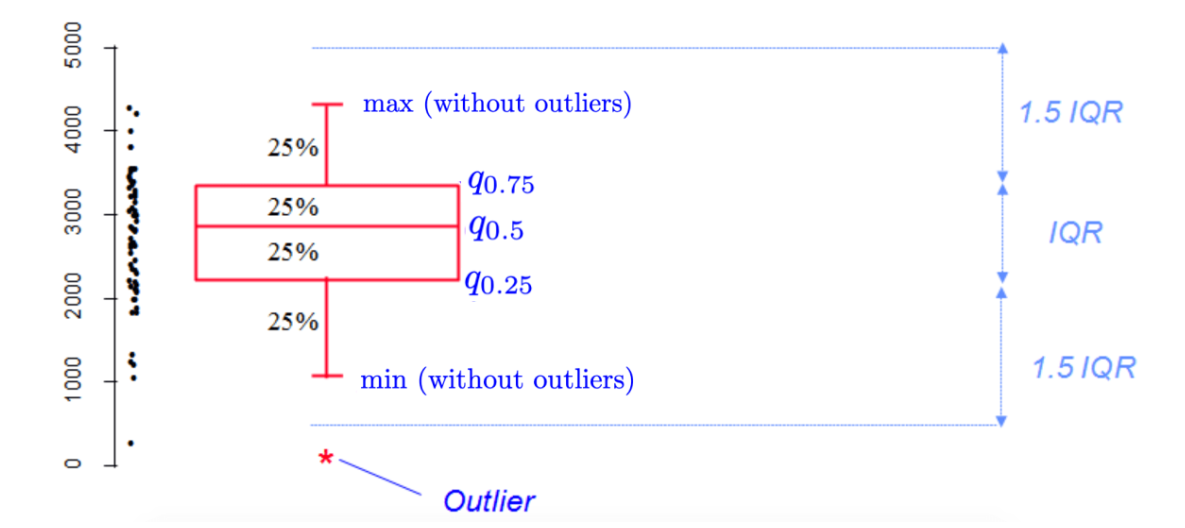 5000
4000
3000
2000
1000
0
max (without outliers)
25%
q0.75
25%
q0.5
25%
q0.25
25%
min (without outliers)
Outlier
1.5 IQR
IQR
1.5 IQR